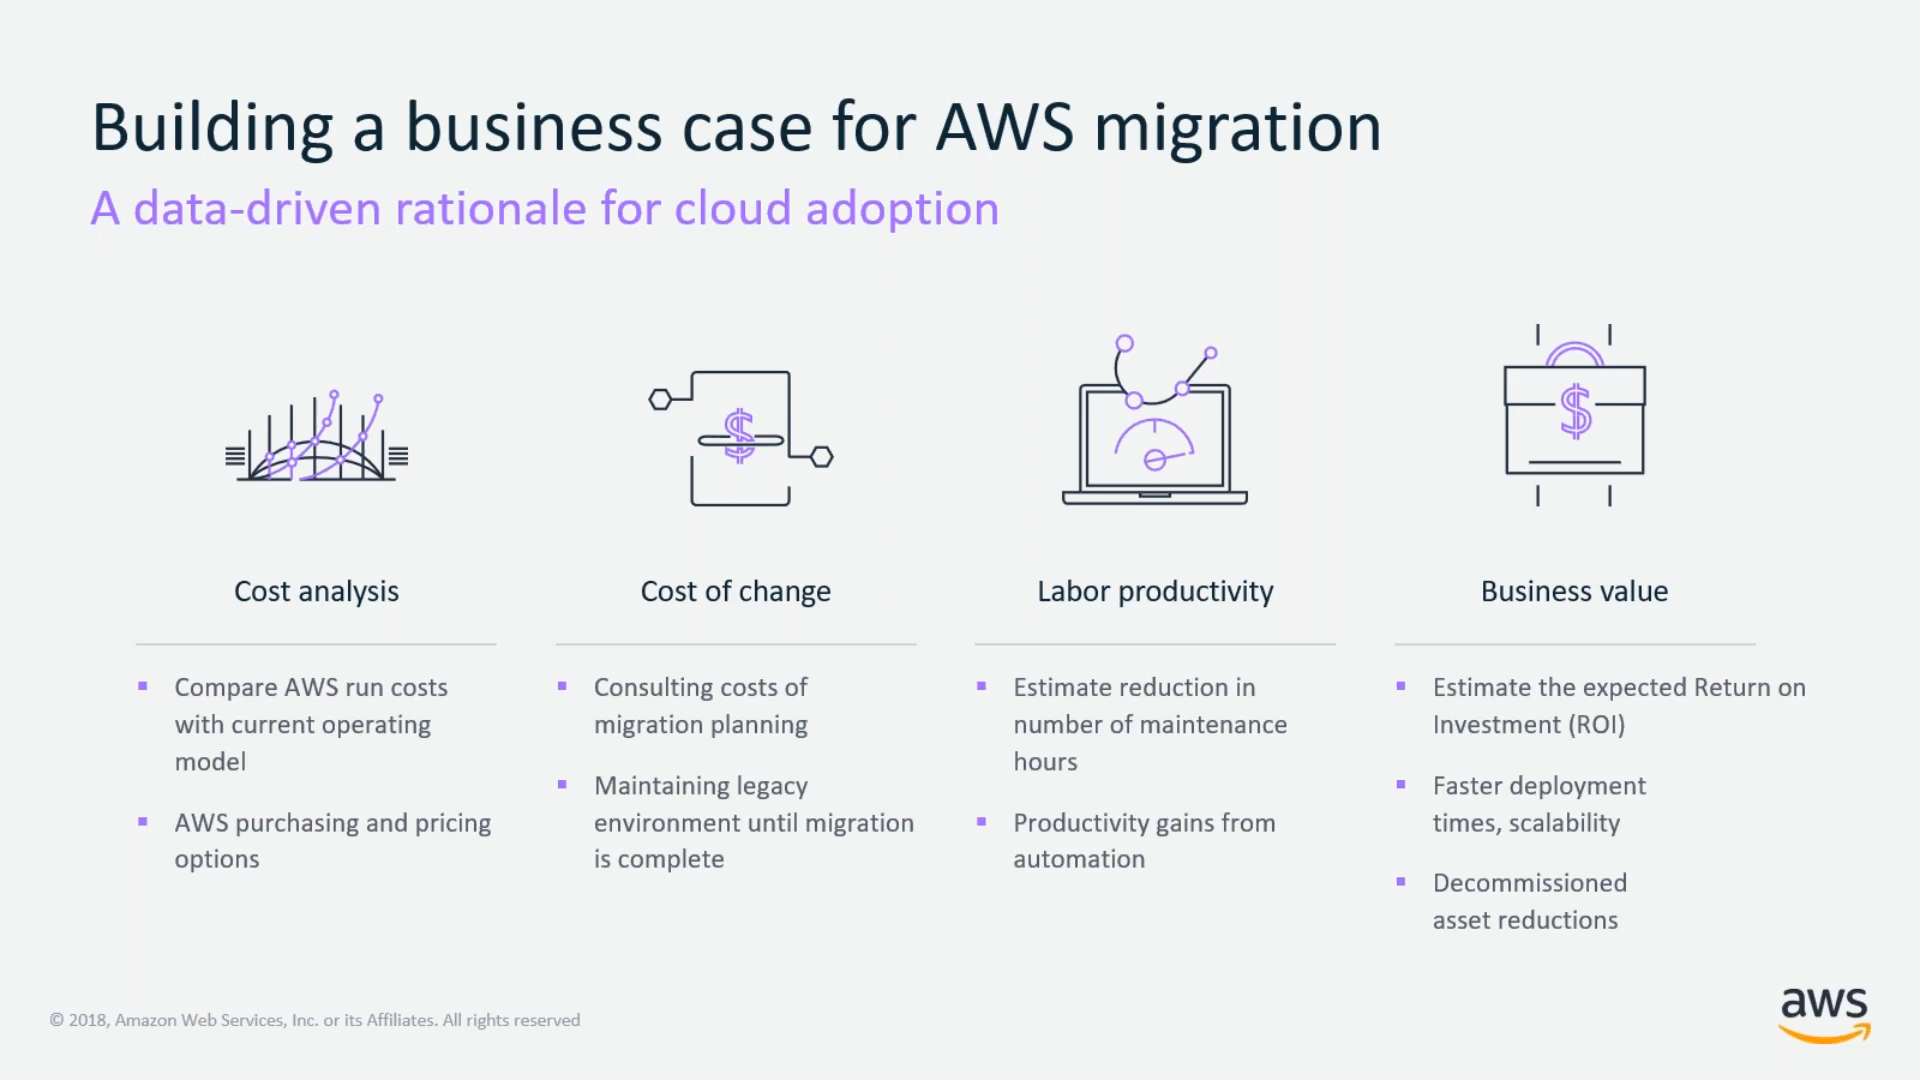 Building a business case for AWS migration
A data-driven rationale for cloud adoption
$
$
Cost analysis
Compare AWS run costs
with current operating
model
AWS purchasing and pricing
options
Cost of change
Consulting costs of
migration planning
Maintaining legacy
environment until migration
is complete
Labor productivity
Estimate reduction in
number of maintenance
hours
Productivity gains from
automation
Business value
Estimate the expected Return on
Investment (ROI)
Faster deployment
times, scalability
Decommissioned
asset reductions
© 2018, Amazon Web Services, Inc. or its Affiliates. All rights reserved
aws